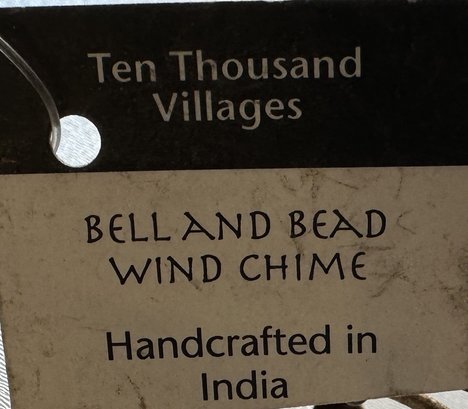 Ten Thousand
Villages
BELL AND BEAD
WIND CHIME
Handcrafted in
India